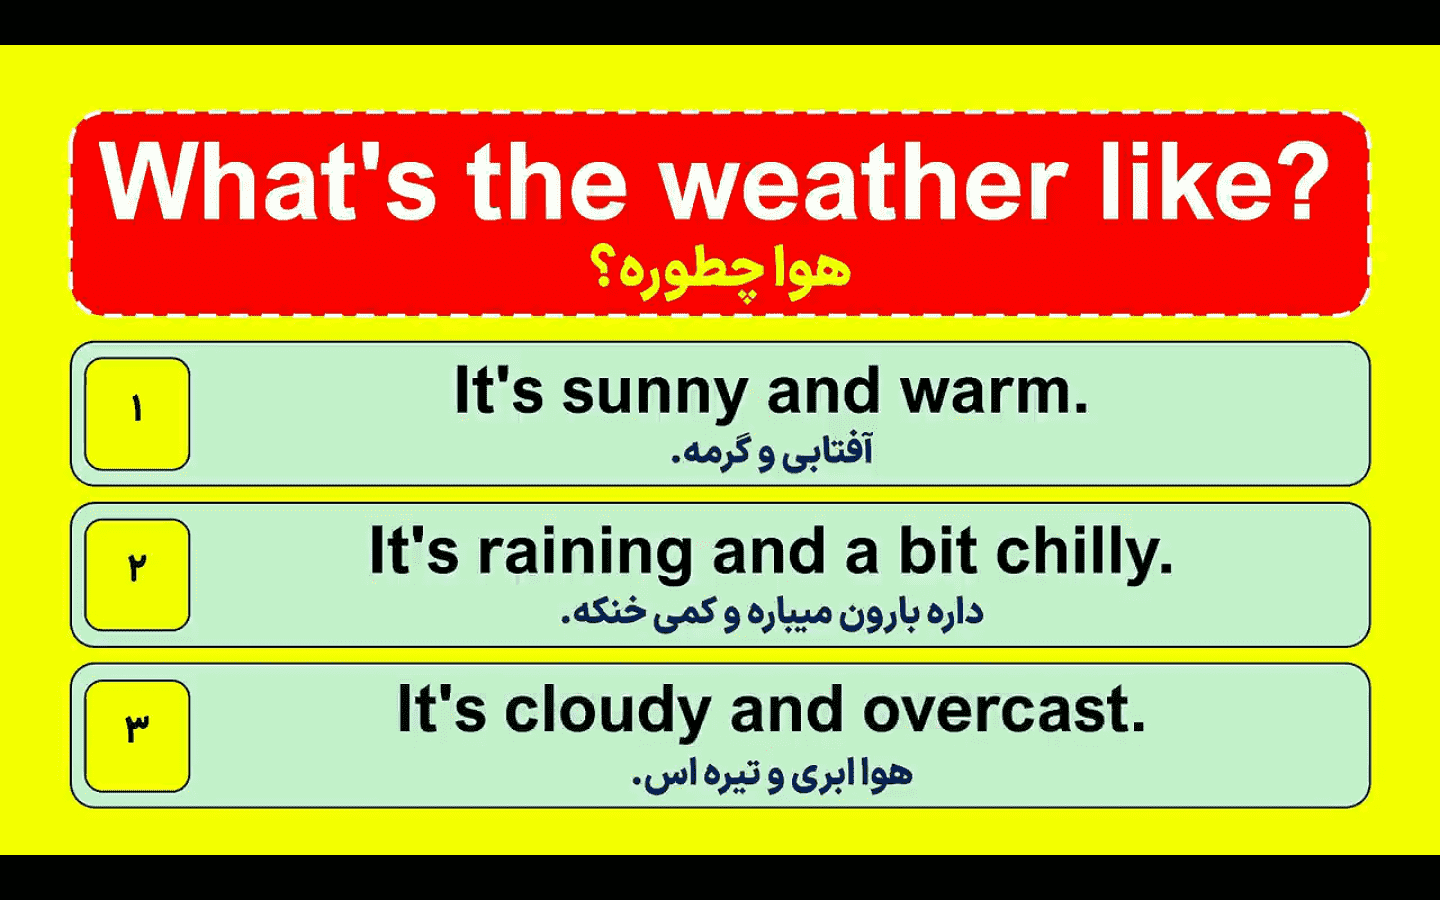 What's the weather like?
هوا چطوره؟
۱
It's sunny and warm.
آفتابی و گرمه.
۲
It's raining and a bit chilly.
داره بارون میباره و کمی خنکه.
۳
It's cloudy and overcast.
هوا ابری و تیره اس.